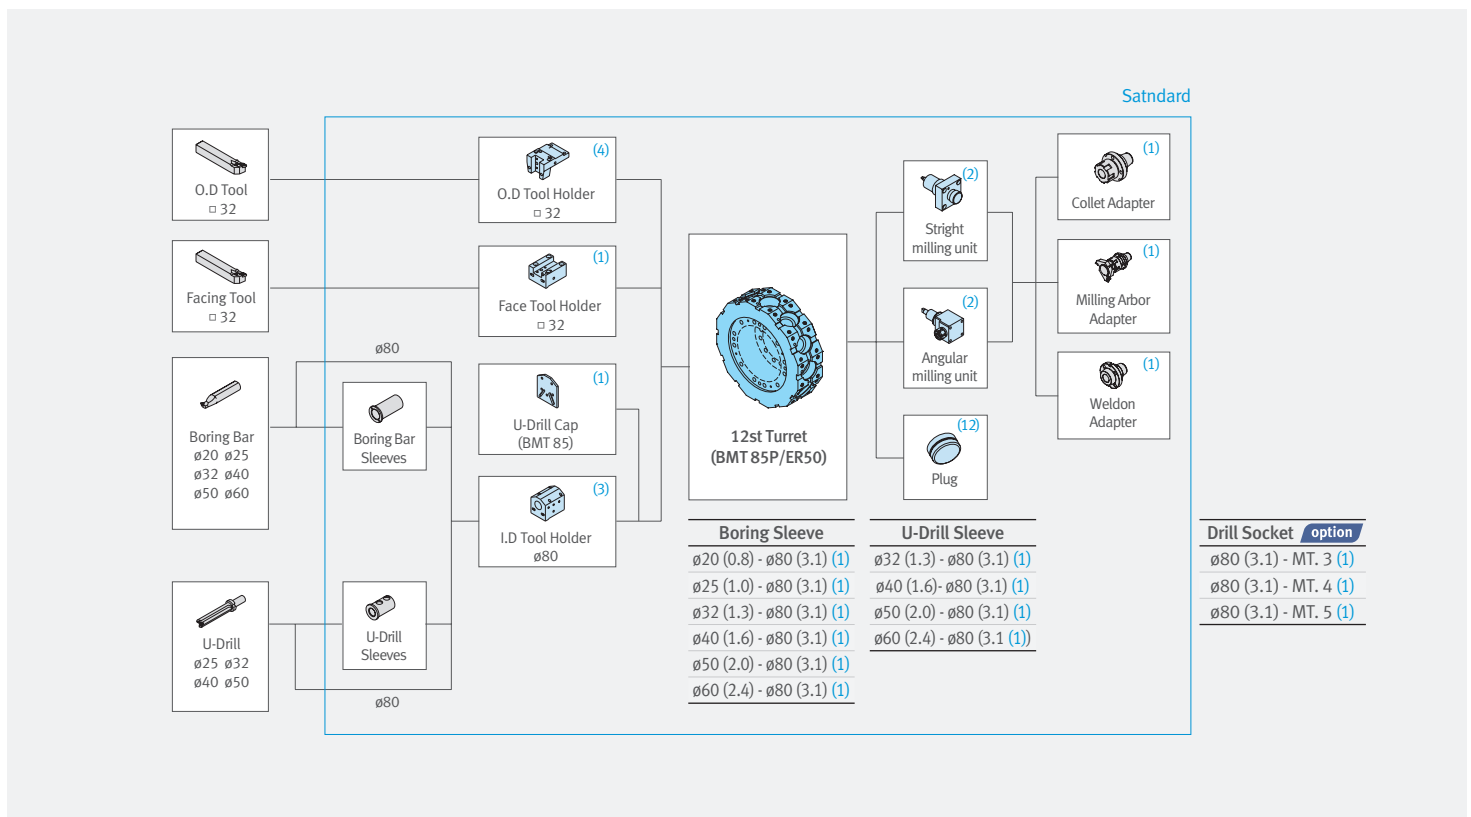 Satndard
O.D Tool
□ 32
Facing Tool
□ 32
ø80
Boring Bar
ø20 ø25
ø32 ø40
ø50 ø60
Boring Bar
Sleeves
U-Drill
ø25 ø32
ø40 ø50
U-Drill
Sleeves
ø80
(4)
O.D Tool Holder
□ 32
(1)
Face Tool Holder
□ 32
(1)
U-Drill Cap
(BMT 85)
(3)
I.D Tool Holder
ø80
12st Turret
(BMT 85P/ER50)
(2)
Stright
milling unit
(2)
Angular
milling unit
(12)
Plug
(1)
Collet Adapter
(1)
Milling Arbor
Adapter
(1)
Weldon
Adapter
Boring Sleeve
ø20 (0.8) - ø80 (3.1) (1)
ø25 (1.0) - ø80 (3.1) (1)
ø32 (1.3) - ø80 (3.1) (1)
ø40 (1.6) - ø80 (3.1) (1)
ø50 (2.0) - ø80 (3.1) (1)
ø60 (2.4) - ø80 (3.1) (1)
U-Drill Sleeve
ø32 (1.3) - ø80 (3.1) (1)
ø40 (1.6)- ø80 (3.1) (1)
ø50 (2.0) - ø80 (3.1) (1)
ø60 (2.4) - ø80 (3.1 (1))
Drill Socket option
ø80 (3.1) - MT. 3 (1)
ø80 (3.1) - MT. 4 (1)
ø80 (3.1) - MT. 5 (1)